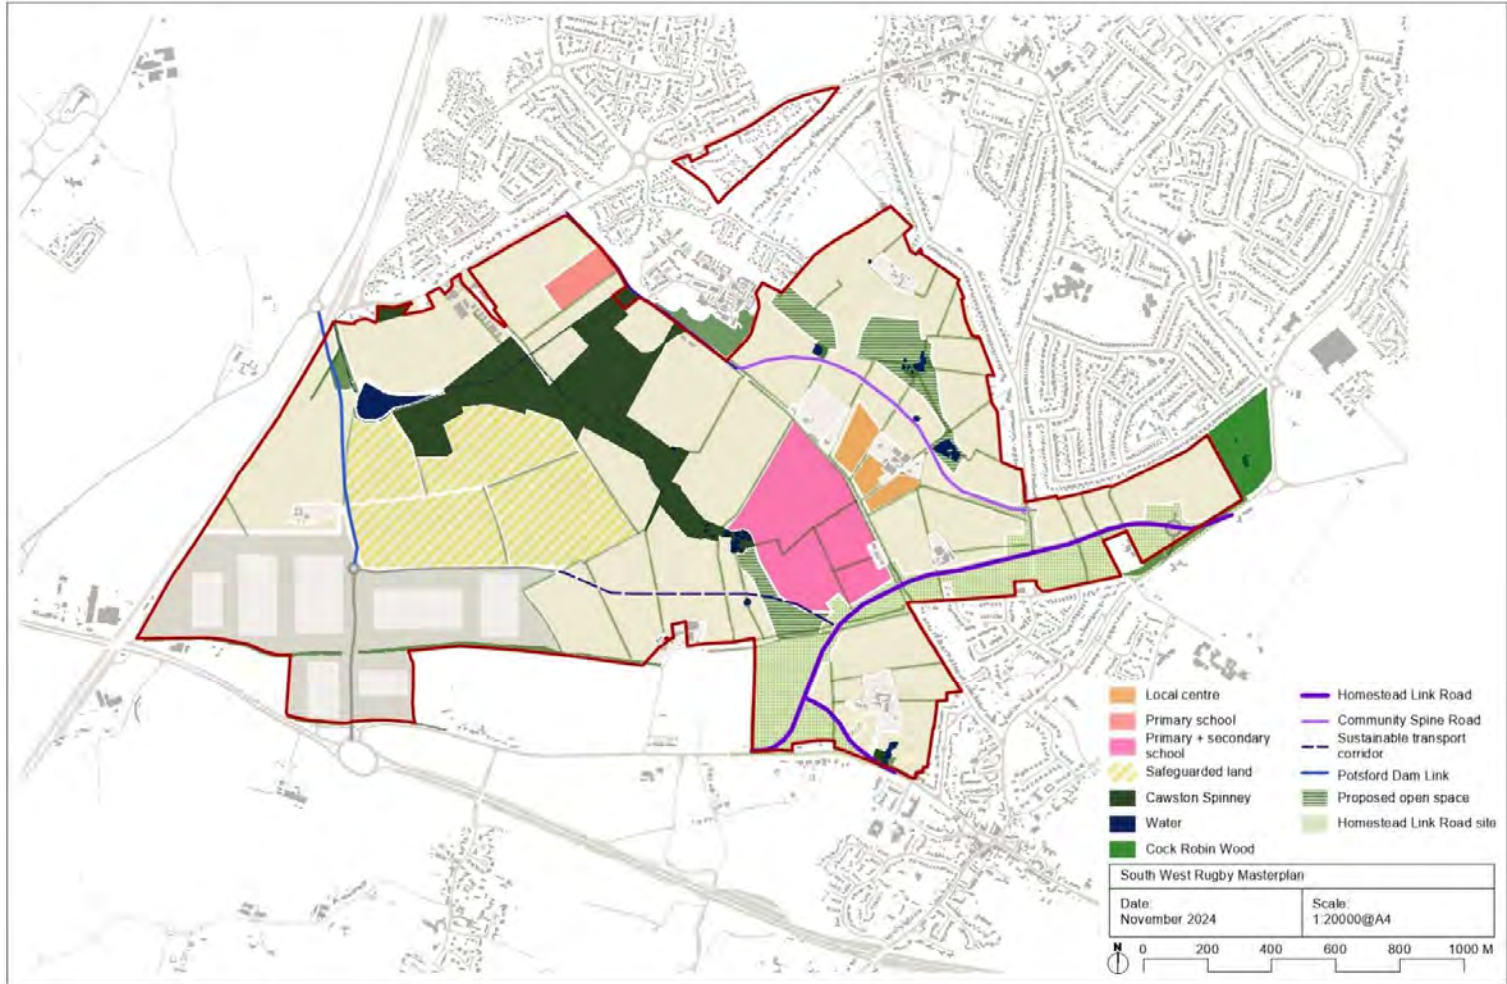 Local centre
Primary school
Primary + secondary
school
Safeguarded land
Cawston Spinney
Water
Cock Robin Wood
Homestead Link Road
Community Spine Road
Sustainable transport
corridor
Potsford Dam Link
Proposed open space
Homestead Link Road site
South West Rugby Masterplan
Date:
November 2024
Scale:
1:20000@A4
N
0 200 400 600 800 1000 M